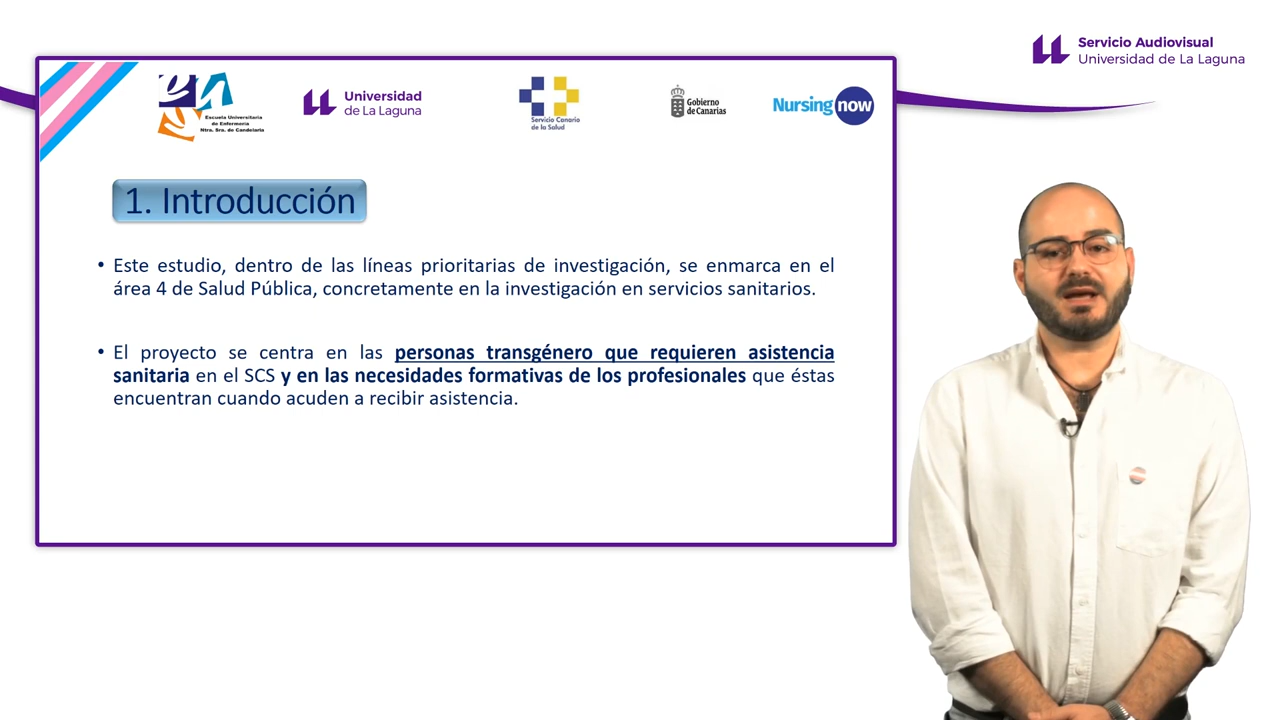 Servicio Audiovisual
Universidad de La Laguna
Escuela Universitaria
de Enfermería
Ntra. Sra. de Candelaria
Universidad
de La Laguna
Servicio Canario
de la Salud
Gobierno
de Canarias
Nursing now
1. Introducción
• Este estudio, dentro de las líneas prioritarias de investigación, se enmarca en el
área 4 de Salud Pública, concretamente en la investigación en servicios sanitarios.
• El proyecto se centra en las personas transgénero que requieren asistencia
sanitaria en el SCS y en las necesidades formativas de los profesionales que éstas
encuentran cuando acuden a recibir asistencia.